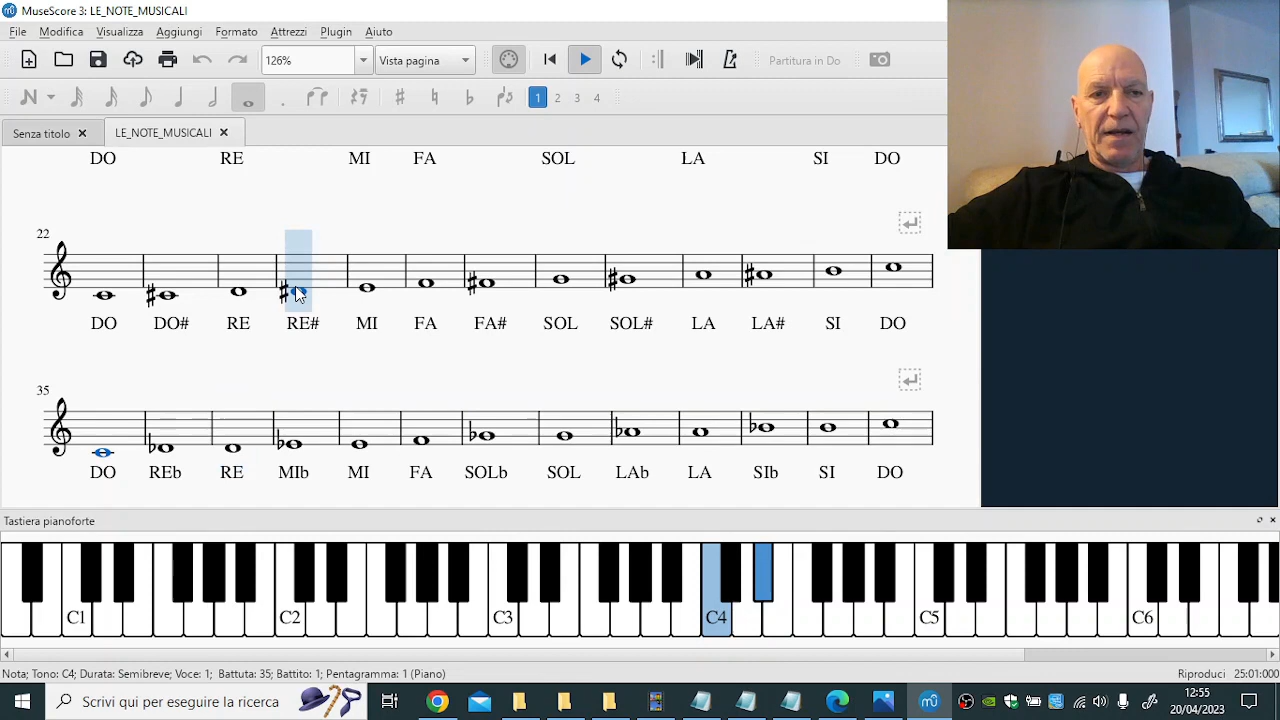 MuseScore 3: LE_NOTE_MUSICALI
File Modifica Visualizza Aggiungi Formato Attrezzi Plugin Aiuto
126% Vista pagina Partitura in Do
1 2 3 4
Senza titolo LE_NOTE_MUSICALI
DO RE MI FA SOL LA SI DO
22
DO DO# RE RE# MI FA FA# SOL SOL# LA LA# SI DO
35
DO REb RE MIb MI FA SOLb SOL LAb LA SIb SI DO
Tastiera pianoforte
C1 C2 C3 C4 C5 C6
Nota; Tono: C4; Durata: Semibreve; Voce: 1; Battuta: 35; Battito: 1; Pentagramma: 1 (Piano) Riproduci 25:01:000
Scrivi qui per eseguire la ricerca
12:55
20/04/2023